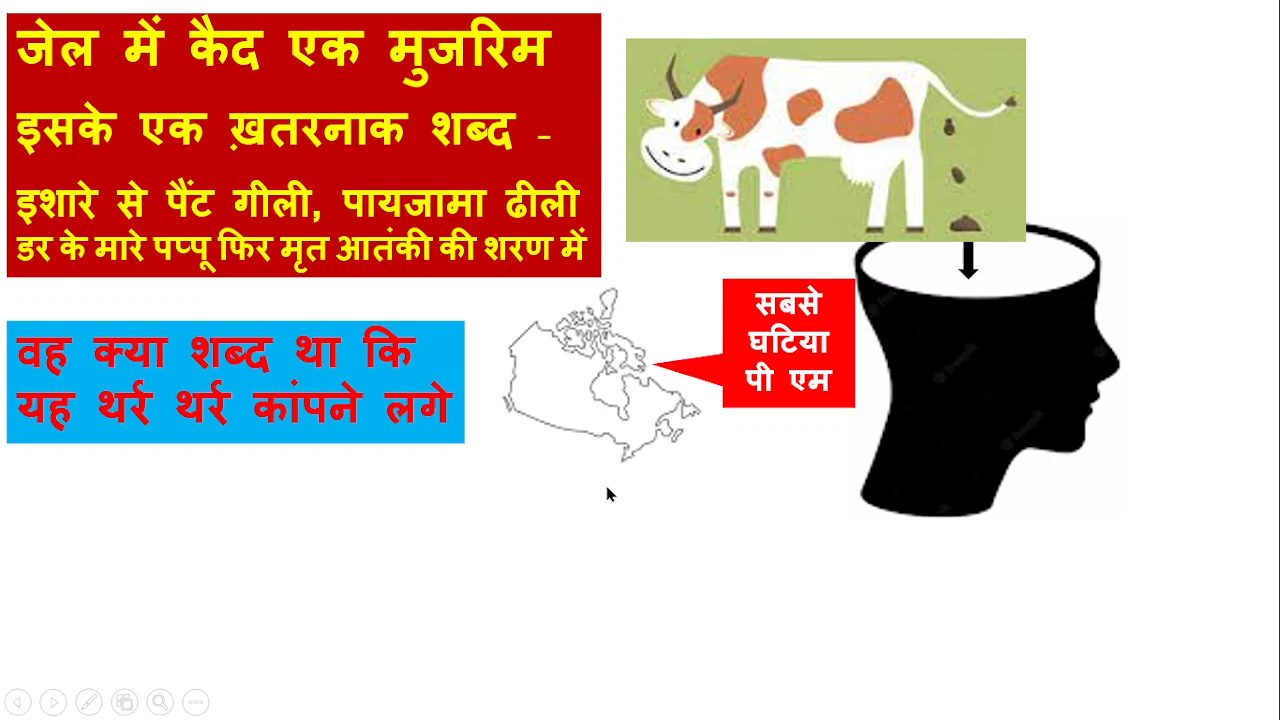 जेल में कैद एक मुजरिम
इसके एक ख़तरनाक शब्द -
इशारे से पैंट गीली, पायजामा ढीली
डर के मारे पप्पू फिर मृत आतंकी की शरण में
वह क्या शब्द था कि
यह थर्र थर्र कांपने लगे
सबसे
घटिया
पी एम